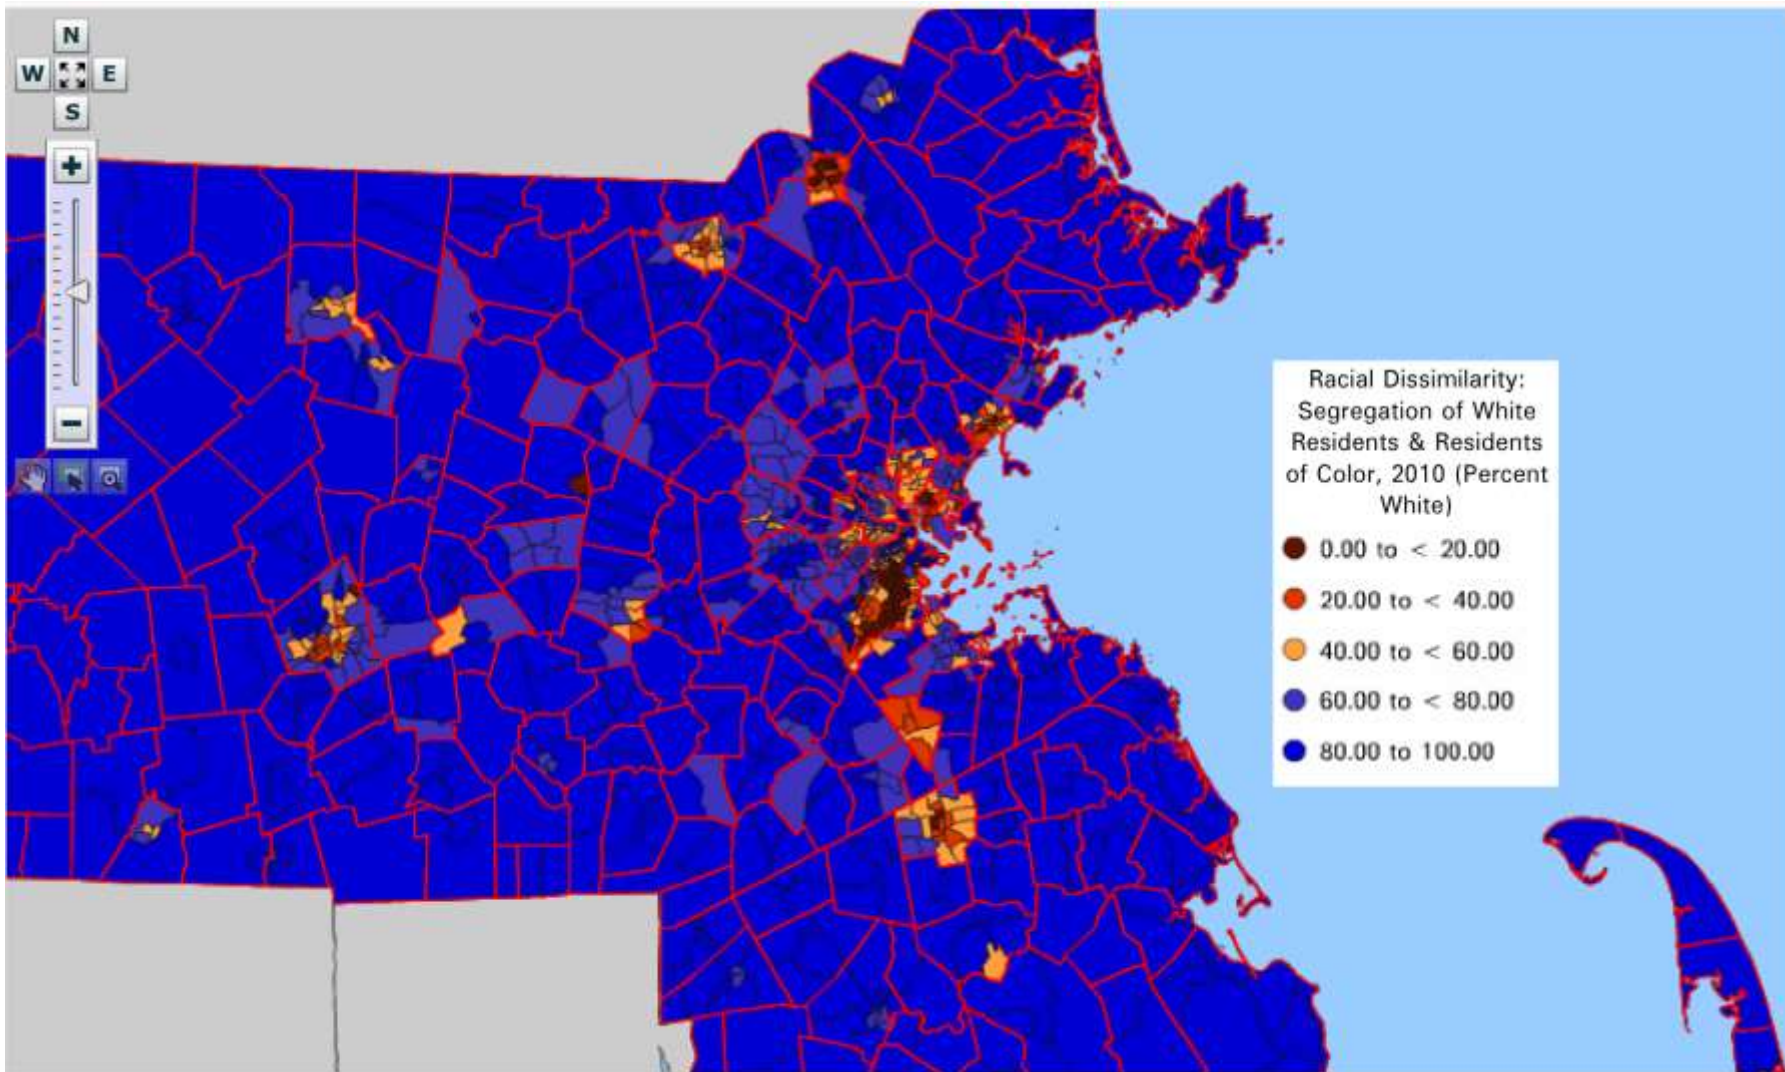 N
W E
S
+
−
Racial Dissimilarity:
Segregation of White
Residents & Residents
of Color, 2010 (Percent
White)
0.00 to < 20.00
20.00 to < 40.00
40.00 to < 60.00
60.00 to < 80.00
80.00 to 100.00